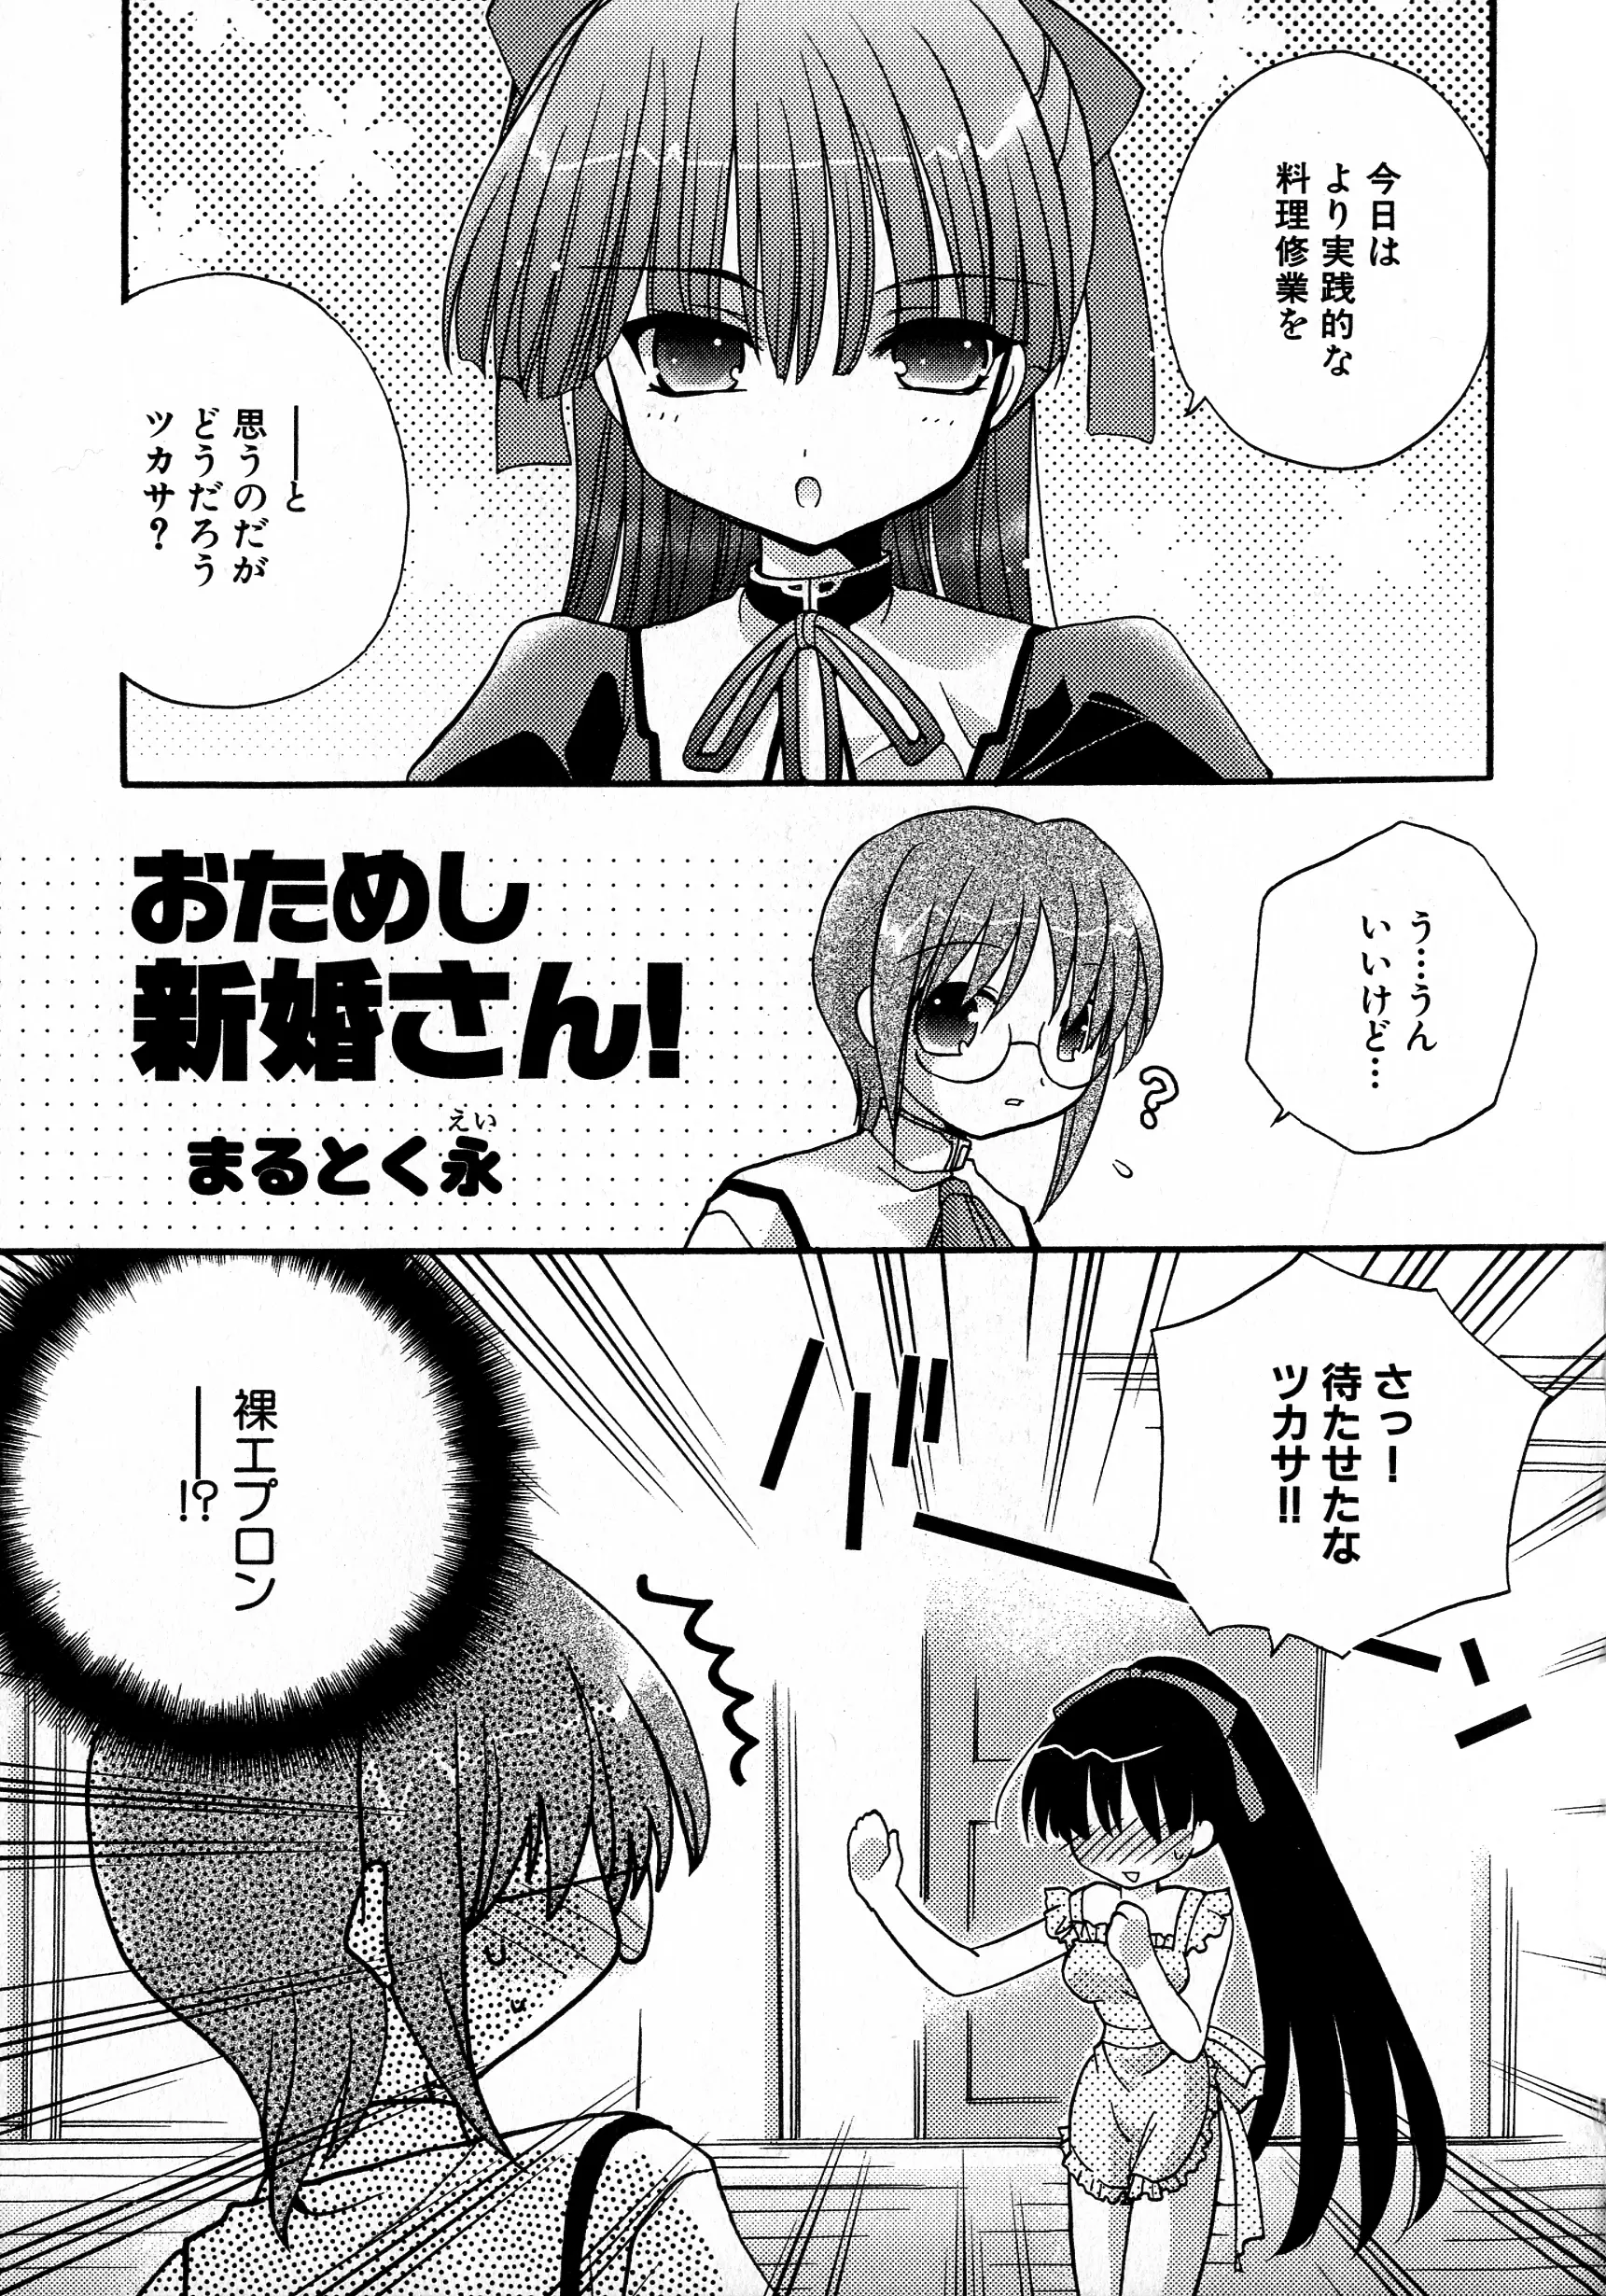 今日は
より実践的な
料理修業を
――と
思うのだが
どうだろう
ツカサ?
う…うん
いいけど…
?
おためし
新婚さん!
えい
まるとく永
さっ!
待たせたな
ツカサ!!
裸エプロン
――!?